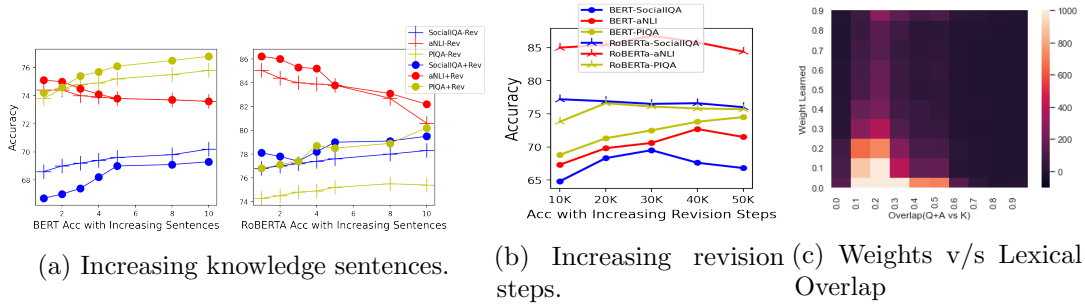 Accuracy
76
74
72
70
68
2
4
6
8
10
BERT Acc with Increasing Sentences
86
84
82
80
78
76
74
2
4
6
8
10
RoBERTA Acc with Increasing Sentences
SocialIQA-Rev
aNLI-Rev
PIQA-Rev
SocialIQA+Rev
aNLI+Rev
PIQA+Rev
(a) Increasing knowledge sentences.
BERT-SocialIQA
BERT-aNLI
BERT-PIQA
RoBERTa-SocialIQA
RoBERTa-aNLI
RoBERTa-PIQA
Accuracy
85
80
75
70
65
10K
20K
30K
40K
50K
Acc with Increasing Revision Steps
(b) Increasing revision
steps.
Weight Learned
0.9
0.8
0.7
0.6
0.5
0.4
0.3
0.2
0.1
0.0
0.0
0.1
0.2
0.3
0.4
0.5
0.6
0.7
0.8
0.9
Overlap(Q+A vs K)
1000
800
600
400
200
0
(c) Weights v/s Lexical
Overlap